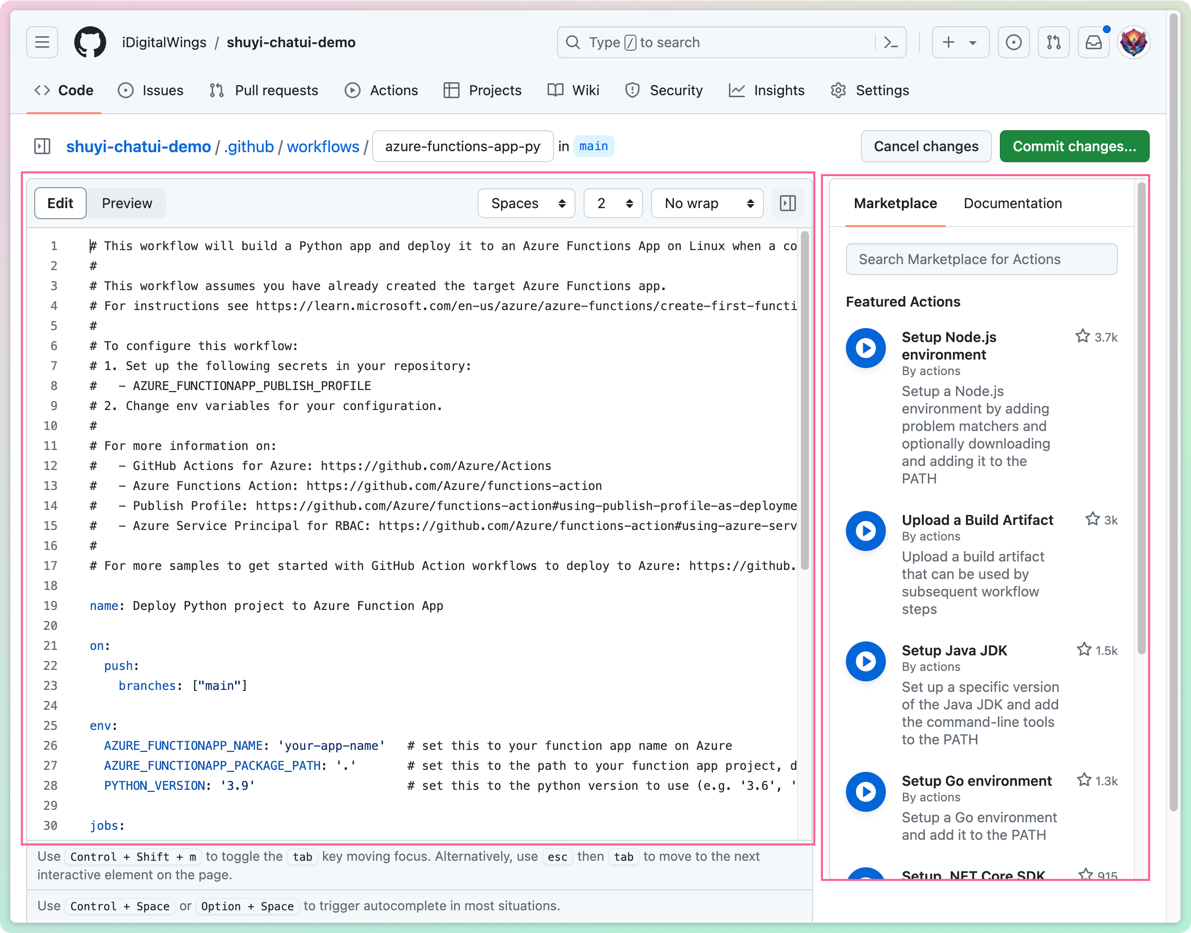 iDigitalWings / shuyi-chatui-demo
Type / to search
Code
Issues
Pull requests
Actions
Projects
Wiki
Security
Insights
Settings
shuyi-chatui-demo / .github / workflows / azure-functions-app-py in main
Cancel changes
Commit changes...
Edit
Preview
Spaces
2
No wrap
1 # This workflow will build a Python app and deploy it to an Azure Functions App on Linux when a co
2 #
3 # This workflow assumes you have already created the target Azure Functions app.
4 # For instructions see https://learn.microsoft.com/en-us/azure/azure-functions/create-first-functi
5 #
6 # To configure this workflow:
7 # 1. Set up the following secrets in your repository:
8 #   - AZURE_FUNCTIONAPP_PUBLISH_PROFILE
9 # 2. Change env variables for your configuration.
10 #
11 # For more information on:
12 #   - GitHub Actions for Azure: https://github.com/Azure/Actions
13 #   - Azure Functions Action: https://github.com/Azure/functions-action
14 #   - Publish Profile: https://github.com/Azure/functions-action#using-publish-profile-as-deployme
15 #   - Azure Service Principal for RBAC: https://github.com/Azure/functions-action#using-azure-serv
16 #
17 # For more samples to get started with GitHub Action workflows to deploy to Azure: https://github.
18
19 name: Deploy Python project to Azure Function App
20
21 on:
22   push:
23     branches: ["main"]
24
25 env:
26   AZURE_FUNCTIONAPP_NAME: 'your-app-name'   # set this to your function app name on Azure
27   AZURE_FUNCTIONAPP_PACKAGE_PATH: '.'       # set this to the path to your function app project, d
28   PYTHON_VERSION: '3.9'                     # set this to the python version to use (e.g. '3.6', '
29
30 jobs:
Use Control + Shift + m to toggle the tab key moving focus. Alternatively, use esc then tab to move to the next
interactive element on the page.
Use Control + Space or Option + Space to trigger autocomplete in most situations.
Marketplace
Documentation
Search Marketplace for Actions
Featured Actions
Setup Node.js
environment
3.7k
By actions
Setup a Node.js
environment by adding
problem matchers and
optionally downloading
and adding it to the
PATH
Upload a Build Artifact
3k
By actions
Upload a build artifact
that can be used by
subsequent workflow
steps
Setup Java JDK
1.5k
By actions
Set up a specific version
of the Java JDK and add
the command-line tools
to the PATH
Setup Go environment
1.3k
By actions
Setup a Go environment
and add it to the PATH
Setup .NET Core SDK
915